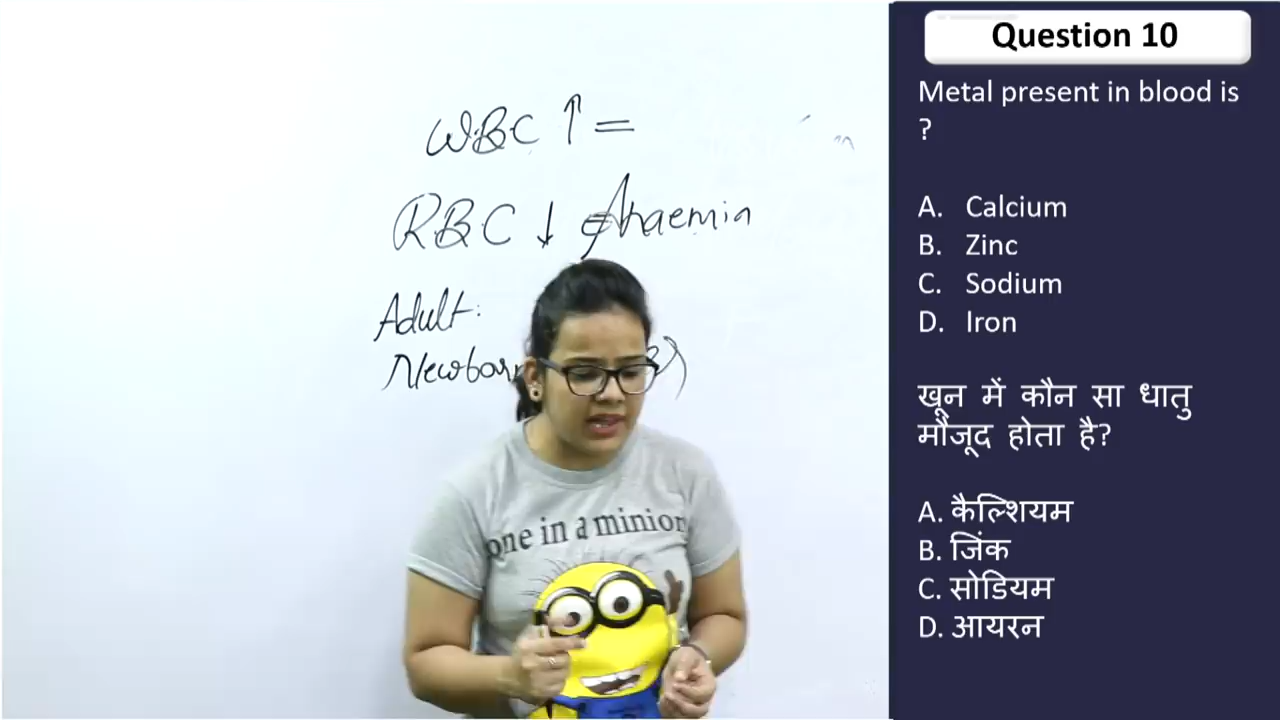 WBC ↑ =
RBC ↓ Anaemia
Adult:
Newborn
one in a minion
Question 10
Metal present in blood is
?
A. Calcium
B. Zinc
C. Sodium
D. Iron
खून में कौन सा धातु
मौजूद होता है?
A. कैल्शियम
B. जिंक
C. सोडियम
D. आयरन